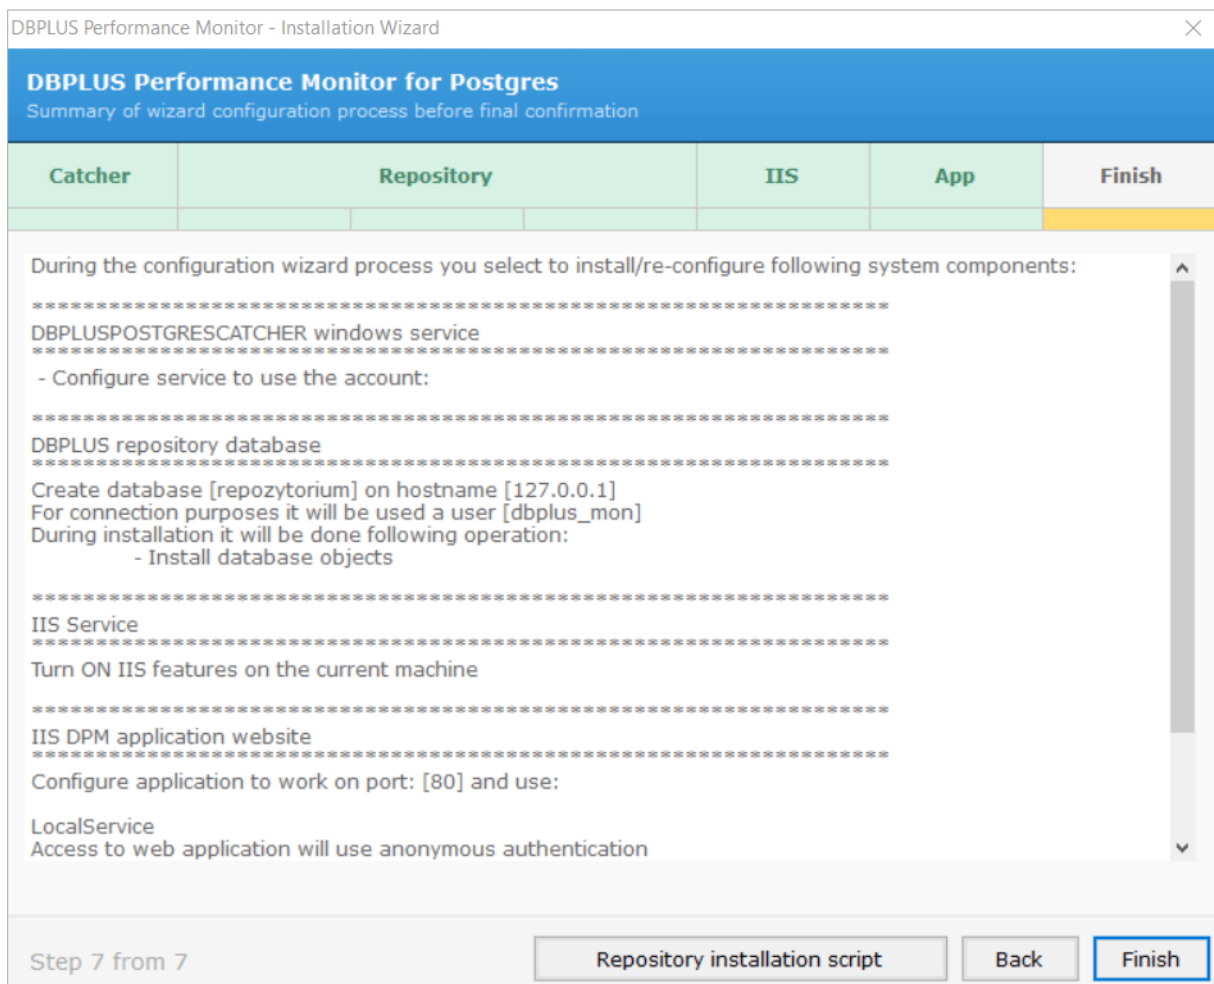 DBPLUS Performance Monitor - Installation Wizard
DBPLUS Performance Monitor for Postgres
Summary of wizard configuration process before final confirmation
Catcher Repository IIS App Finish
During the configuration wizard process you select to install/re-configure following system components:
*******************************************************************
DBPLUSPOSTGRESCATCHER windows service
*******************************************************************
- Configure service to use the account:
*******************************************************************
DBPLUS repository database
*******************************************************************
Create database [repozytorium] on hostname [127.0.0.1]
For connection purposes it will be used a user [dbplus_mon]
During installation it will be done following operation:
- Install database objects
*******************************************************************
IIS Service
*******************************************************************
Turn ON IIS features on the current machine
*******************************************************************
IIS DPM application website
*******************************************************************
Configure application to work on port: [80] and use:
LocalService
Access to web application will use anonymous authentication
Step 7 from 7
Repository installation script Back Finish